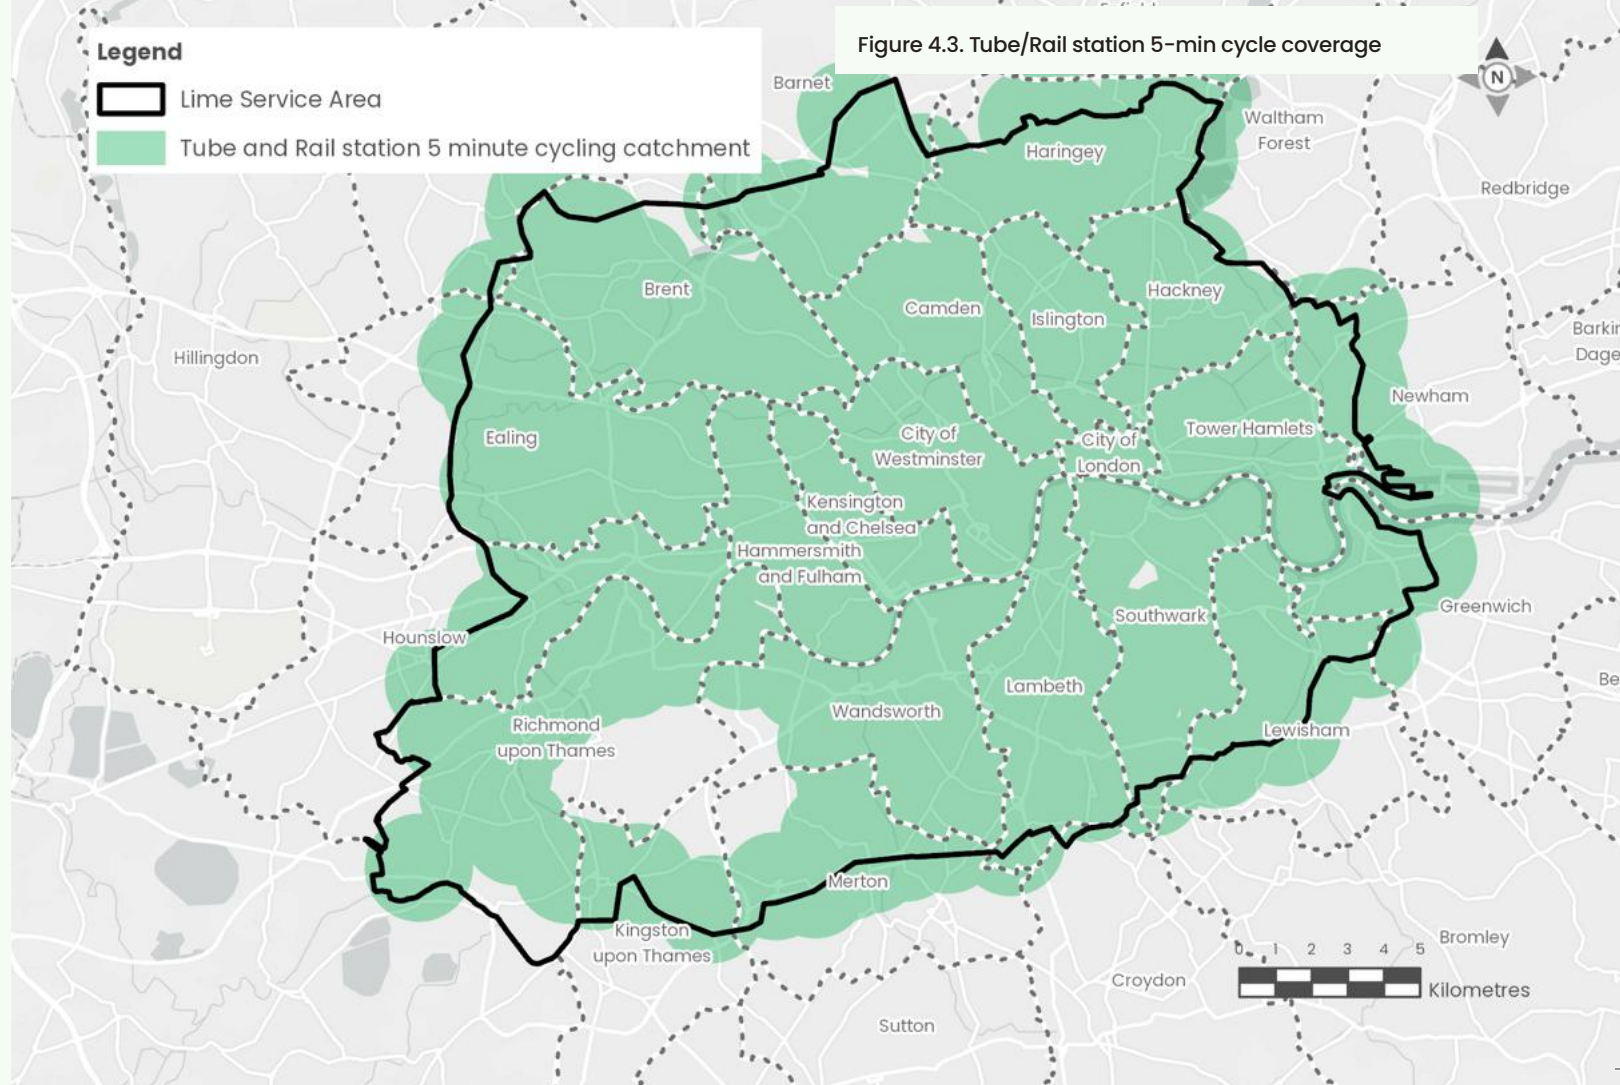 Figure 4.3. Tube/Rail station 5-min cycle coverage
Legend
Lime Service Area
Tube and Rail station 5 minute cycling catchment
N
Barnet
Waltham
Forest
Haringey
Redbridge
Brent
Hackney
Camden
Islington
Hillingdon
Newham
Ealing
City of
Westminster
City of
London
Tower Hamlets
Kensington
and Chelsea
Hammersmith
and Fulham
Greenwich
Southwark
Hounslow
Lambeth
Wandsworth
Richmond
upon Thames
Lewisham
Merton
Kingston
upon Thames
Bromley
Croydon
Sutton
0 1 2 3 4 5
Kilometres